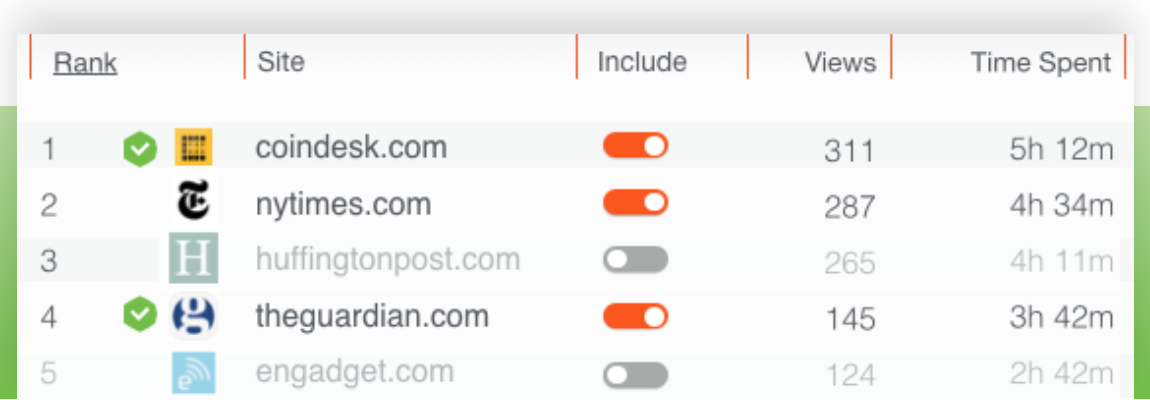 Rank Site Include Views Time Spent
1 coindesk.com 311 5h 12m
2 nytimes.com 287 4h 34m
3 H huffingtonpost.com 265 4h 11m
4 g theguardian.com 145 3h 42m
5 e engadget.com 124 2h 42m